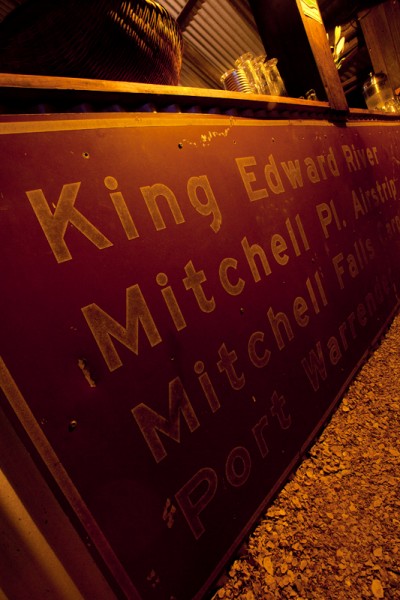 King Edward River
Mitchell Pl. Airstrip
Mitchell Falls
Port Warrender